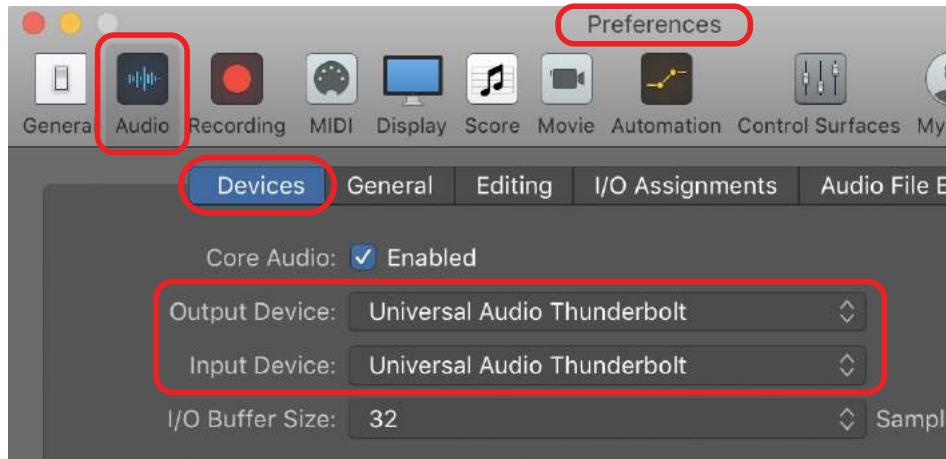 Preferences
General Audio Recording MIDI Display Score Movie Automation Control Surfaces My
Devices General Editing I/O Assignments Audio File E
Core Audio: Enabled
Output Device: Universal Audio Thunderbolt
Input Device: Universal Audio Thunderbolt
I/O Buffer Size: 32 Sampl